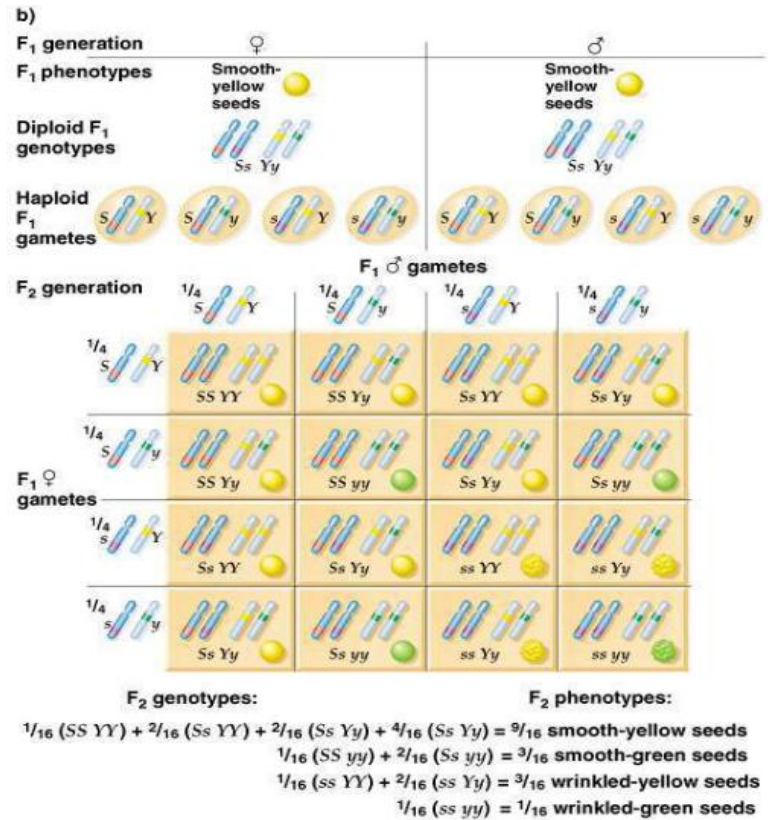 b)
F1 generation ♀ ♂
F1 phenotypes Smooth-yellow seeds Smooth-yellow seeds
Diploid F1 genotypes Ss Yy Ss Yy
Haploid F1 gametes S Y S y s Y s y S Y S y s Y s y
F1 ♂ gametes
F2 generation 1/4 S Y 1/4 S y 1/4 s Y 1/4 s y
1/4 S Y SS YY SS Yy Ss YY Ss Yy
1/4 S y SS Yy SS yy Ss Yy Ss yy
F1 ♀ gametes
1/4 s Y Ss YY Ss Yy ss YY ss Yy
1/4 s y Ss Yy Ss yy ss Yy ss yy
F2 genotypes: F2 phenotypes:
1/16 (SS YY) + 2/16 (Ss YY) + 2/16 (Ss Yy) + 4/16 (Ss Yy) = 9/16 smooth-yellow seeds
1/16 (SS yy) + 2/16 (Ss yy) = 3/16 smooth-green seeds
1/16 (ss YY) + 2/16 (ss Yy) = 3/16 wrinkled-yellow seeds
1/16 (ss yy) = 1/16 wrinkled-green seeds